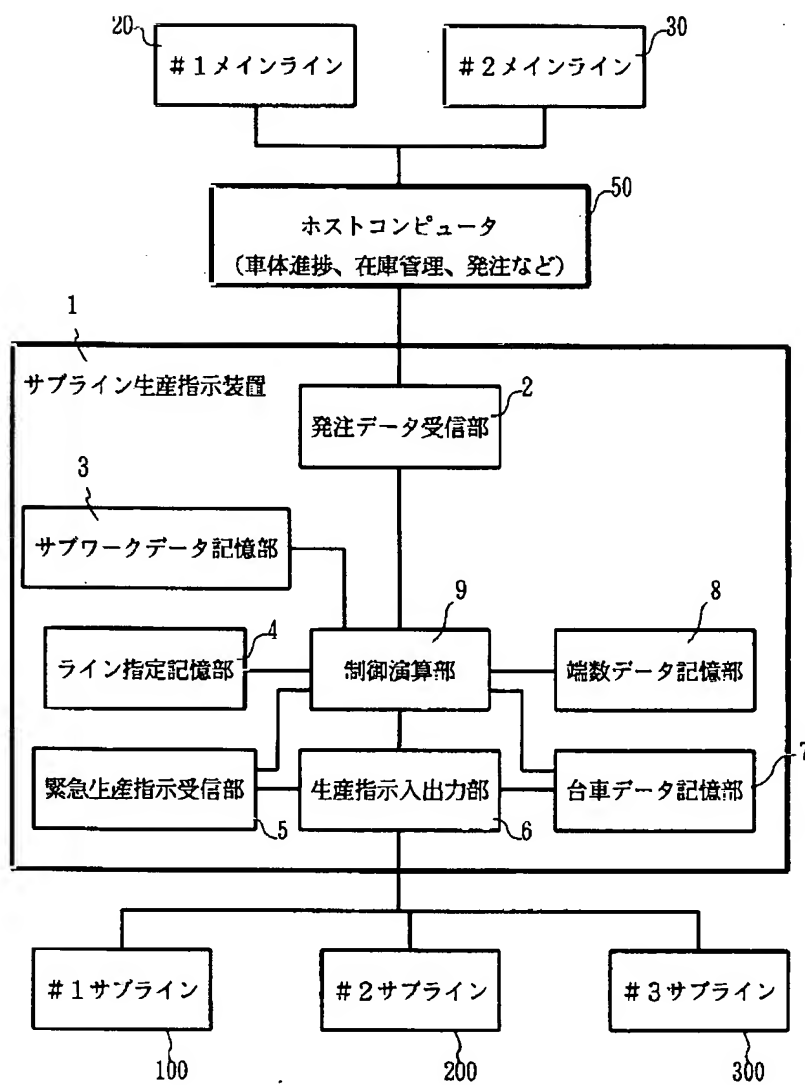 20
30
#1メインライン
#2メインライン
50
ホストコンピュータ
(車体進捗、在庫管理、発注など)
1
サブライン生産指示装置
2
発注データ受信部
3
サブワークデータ記憶部
9
8
4
ライン指定記憶部
制御演算部
端数データ記憶部
7
緊急生産指示受信部
生産指示入出力部
台車データ記憶部
5
6
#1サブライン
#2サブライン
#3サブライン
100
200
300